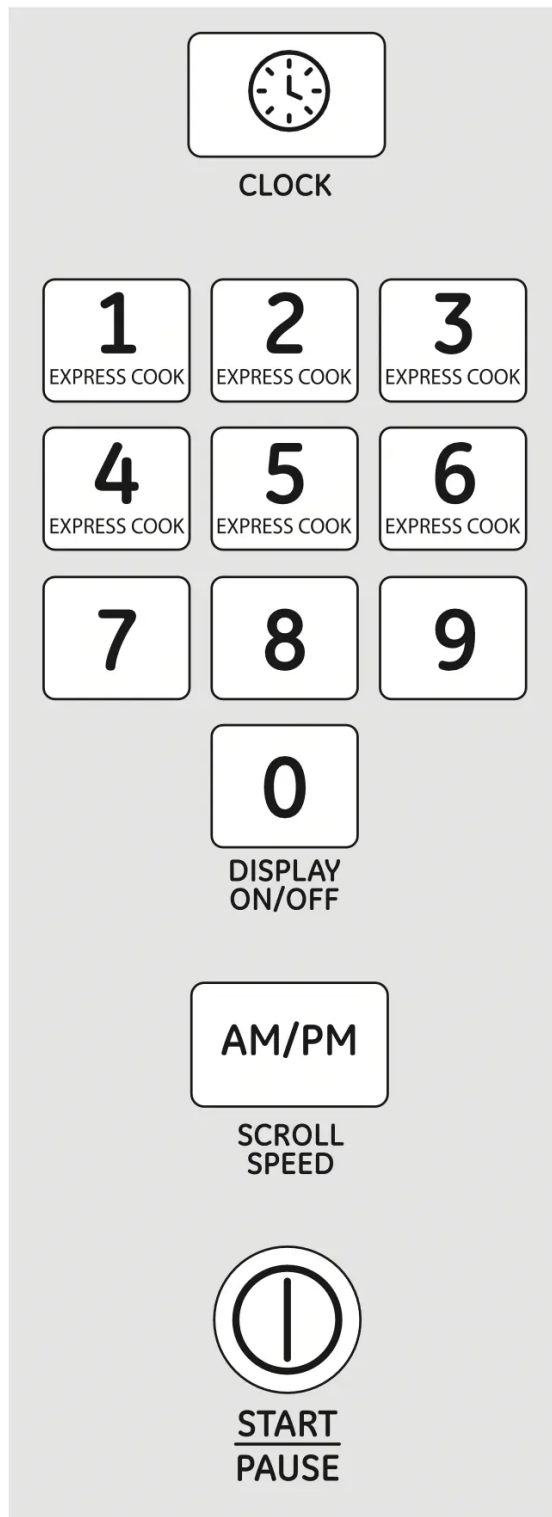 CLOCK
1 2 3
EXPRESS COOK EXPRESS COOK EXPRESS COOK
4 5 6
EXPRESS COOK EXPRESS COOK EXPRESS COOK
7 8 9
0
DISPLAY
ON/OFF
AM/PM
SCROLL
SPEED
START
PAUSE